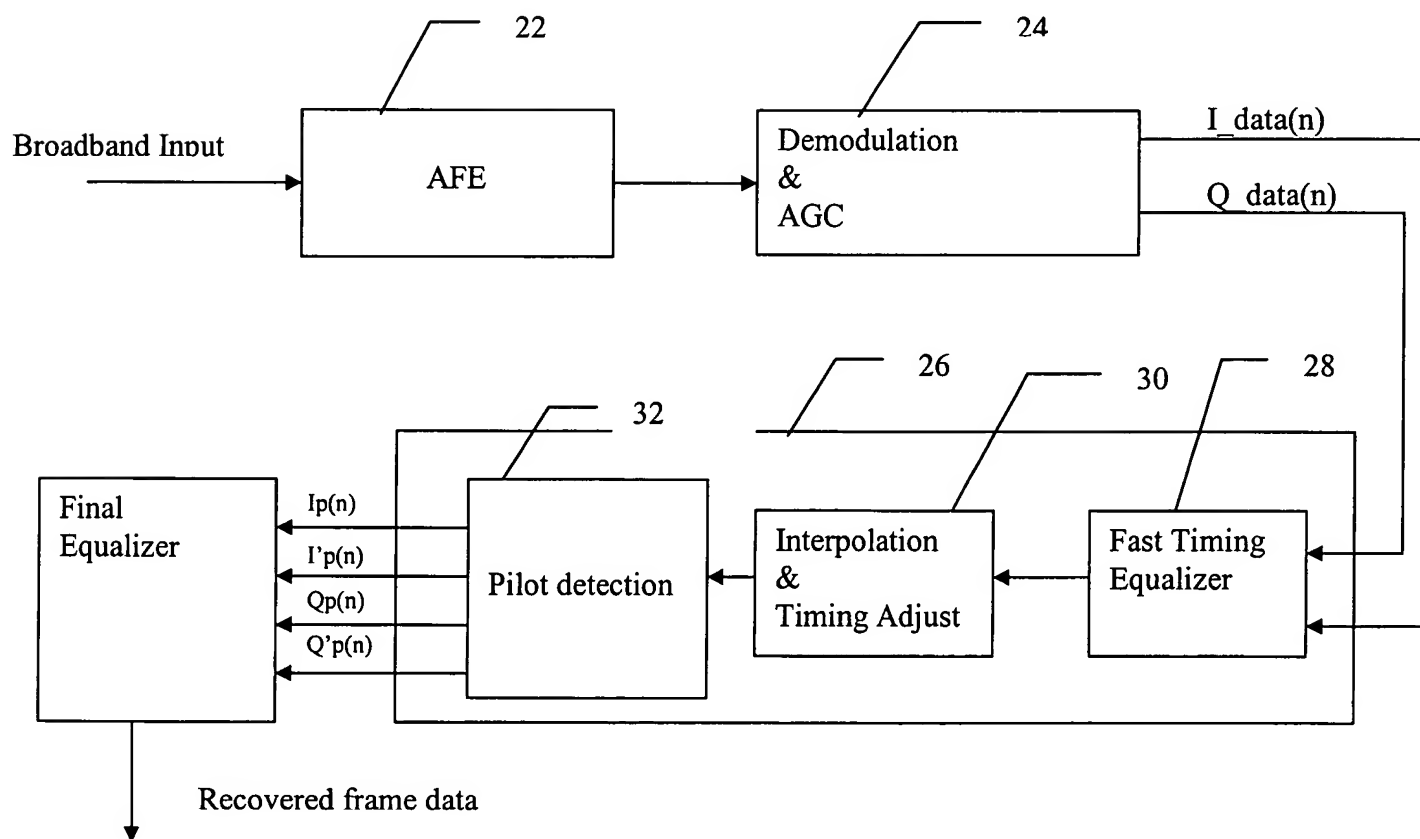 22
24
Broadband Input
AFE
Demodulation
&
AGC
I_data(n)
Q_data(n)
26
30
28
32
Final
Equalizer
Ip(n)
I'p(n)
Qp(n)
Q'p(n)
Pilot detection
Interpolation
&
Timing Adjust
Fast Timing
Equalizer
Recovered frame data